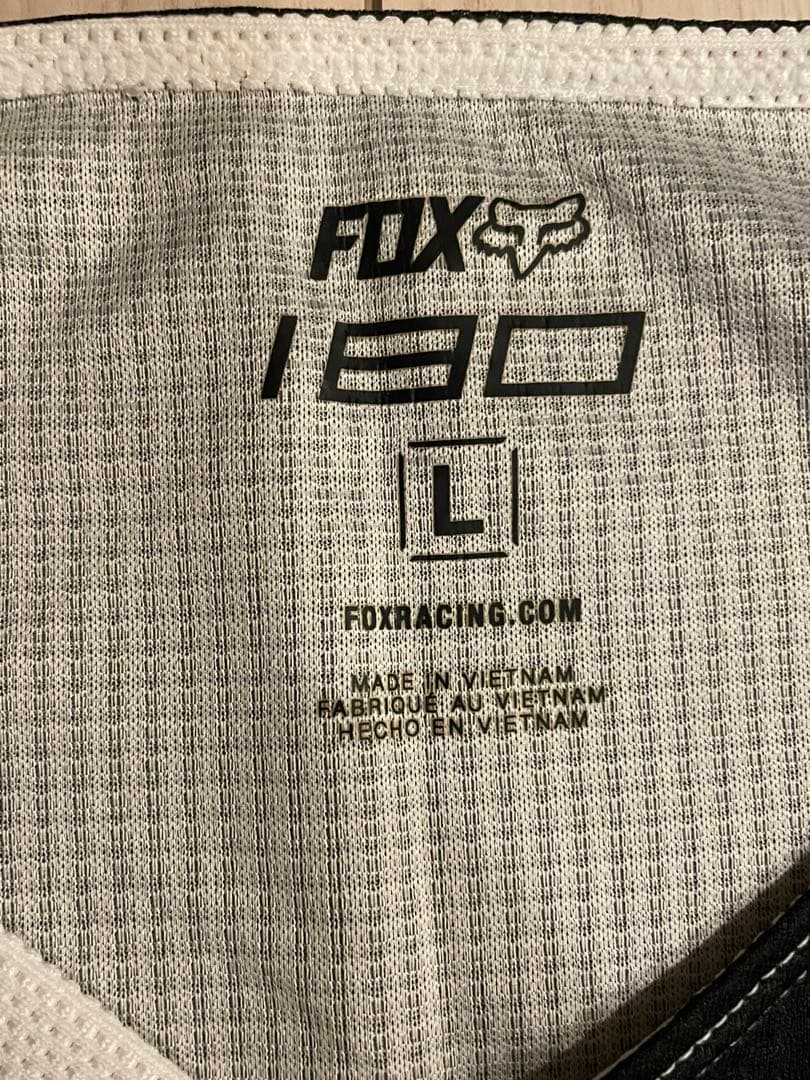 FOX
180
L
FOXRACING.COM
MADE IN VIETNAM
FABRIQUÉ AU VIETNAM
HECHO EN VIETNAM